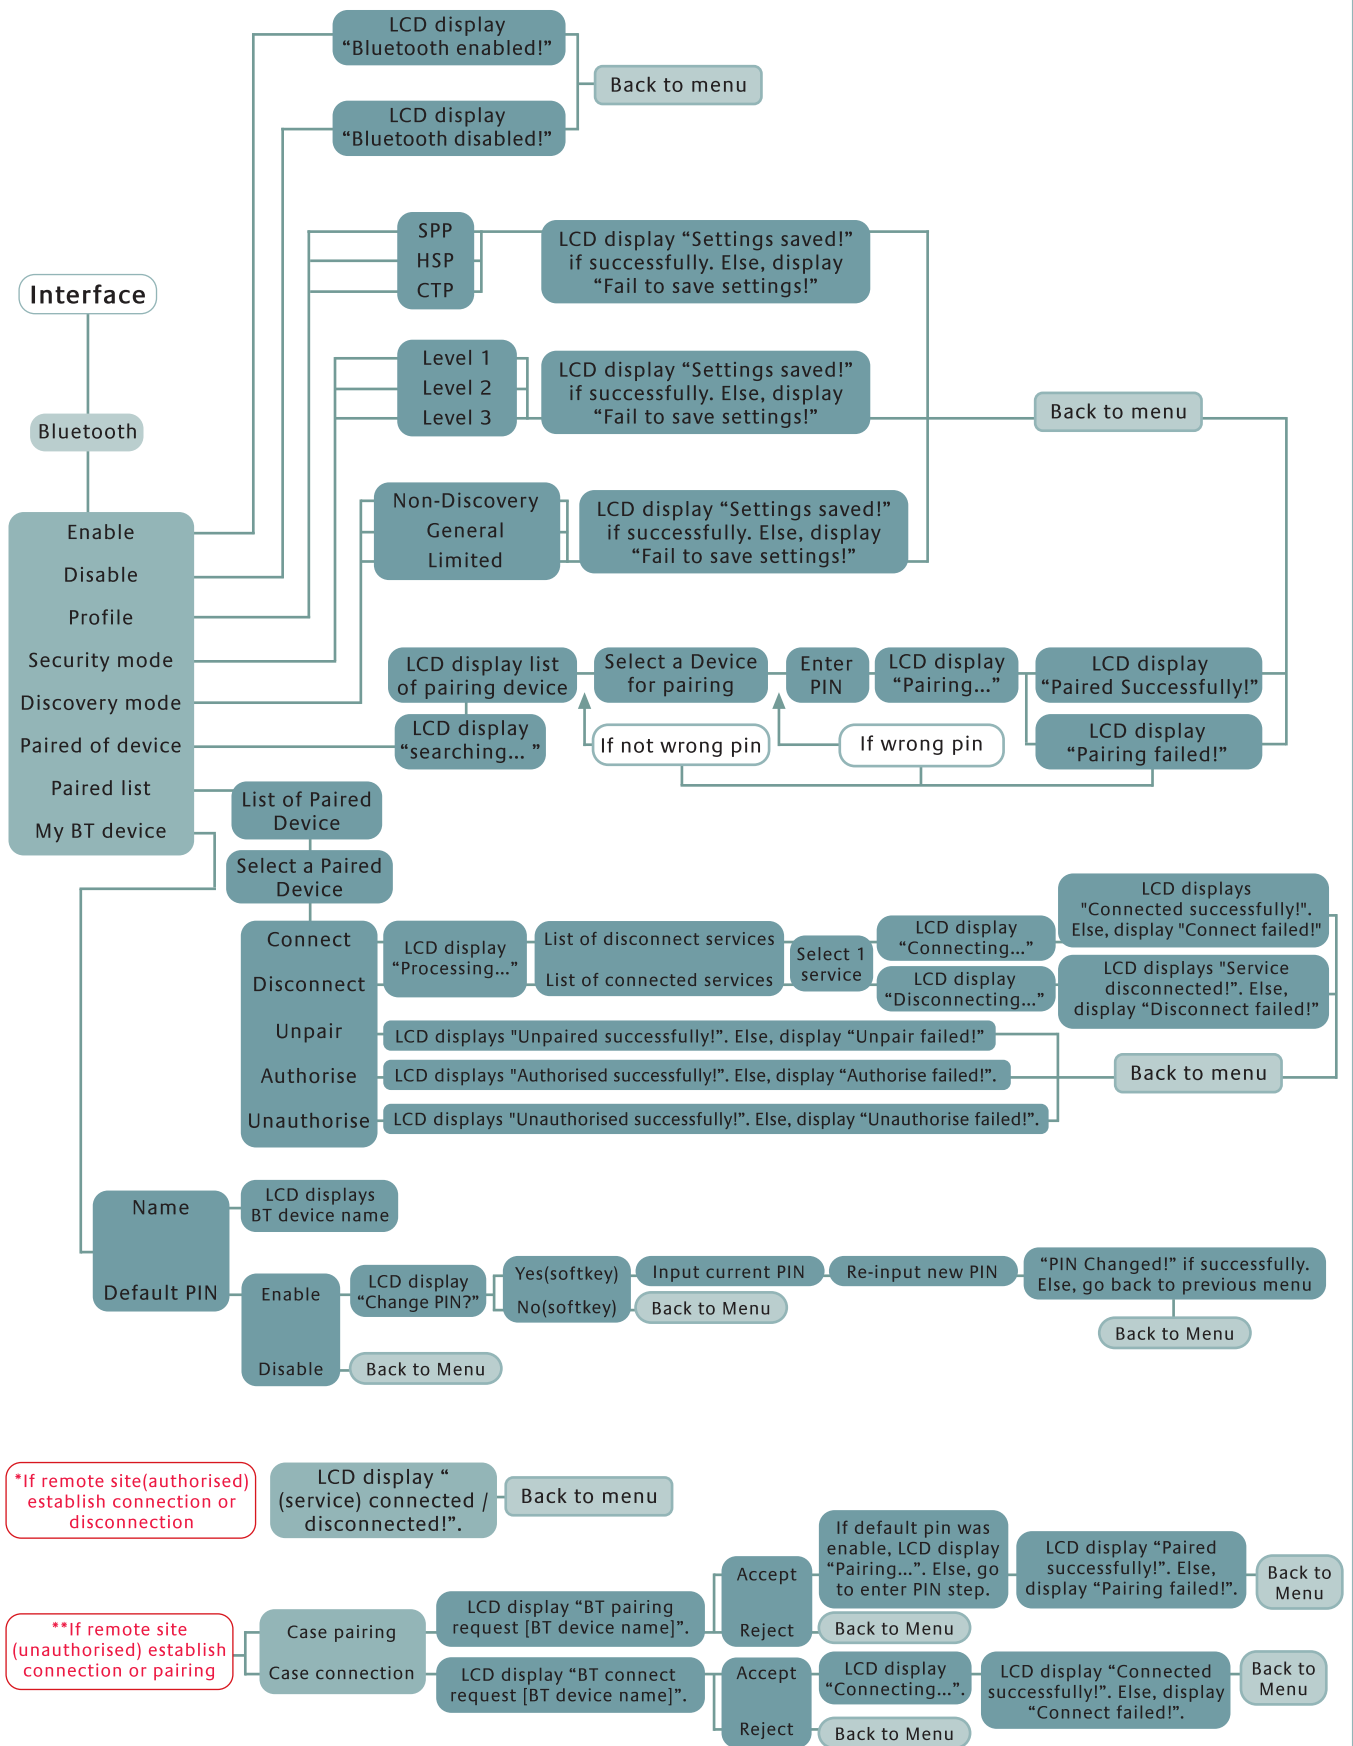 LCD display
“Bluetooth enabled!”
Back to menu
LCD display
“Bluetooth disabled!”
SPP
HSP
CTP
LCD display “Settings saved!”
if successfully. Else, display
“Fail to save settings!”
Interface
Level 1
Level 2
Level 3
LCD display “Settings saved!”
if successfully. Else, display
“Fail to save settings!”
Back to menu
Bluetooth
Non-Discovery
General
Limited
LCD display “Settings saved!”
if successfully. Else, display
“Fail to save settings!”
Enable
Disable
Profile
Security mode
Discovery mode
Paired of device
Paired list
My BT device
LCD display list
of pairing device
Select a Device
for pairing
Enter
PIN
LCD display
“Pairing...”
LCD display
“Paired Successfully!”
LCD display
“searching... ”
If not wrong pin
If wrong pin
LCD display
“Pairing failed!”
List of Paired
Device
Select a Paired
Device
Connect
Disconnect
Unpair
Authorise
Unauthorise
LCD display
“Processing...”
List of disconnect services
List of connected services
Select 1
service
LCD display
“Connecting...”
LCD displays
"Connected successfully!".
Else, display "Connect failed!"
LCD display
“Disconnecting...”
LCD displays "Service
disconnected!”. Else,
display “Disconnect failed!”
LCD displays "Unpaired successfully!”. Else, display “Unpair failed!”
LCD displays "Authorised successfully!”. Else, display “Authorise failed!”.
LCD displays "Unauthorised successfully!”. Else, display “Unauthorise failed!”.
Back to menu
Name
Default PIN
LCD displays
BT device name
Enable
Disable
LCD display
“Change PIN?”
Yes(softkey)
No(softkey)
Input current PIN
Re-input new PIN
“PIN Changed!” if successfully.
Else, go back to previous menu
Back to Menu
Back to Menu
Back to Menu
*If remote site(authorised)
establish connection or
disconnection
LCD display “
(service) connected /
disconnected!”.
Back to menu
**If remote site
(unauthorised) establish
connection or pairing
Case pairing
Case connection
LCD display “BT pairing
request [BT device name]”.
Accept
Reject
If default pin was
enable, LCD display
“Pairing...”. Else, go
to enter PIN step.
LCD display “Paired
successfully!”. Else,
display “Pairing failed!”.
Back to
Menu
Back to Menu
LCD display “BT connect
request [BT device name]”.
Accept
Reject
LCD display
“Connecting...”.
LCD display “Connected
successfully!”. Else, display
“Connect failed!”.
Back to
Menu
Back to Menu